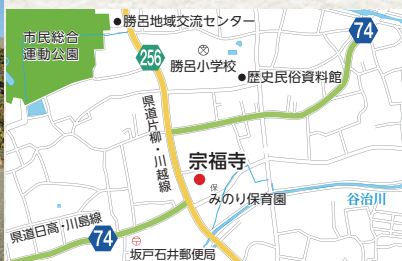 勝呂地域交流センター
市民総合
運動公園
74
256
勝呂小学校
歴史民俗資料館
県道片柳・川越線
宗福寺
保
みのり保育園
谷治川
県道日高・川島線
74
坂戸石井郵便局